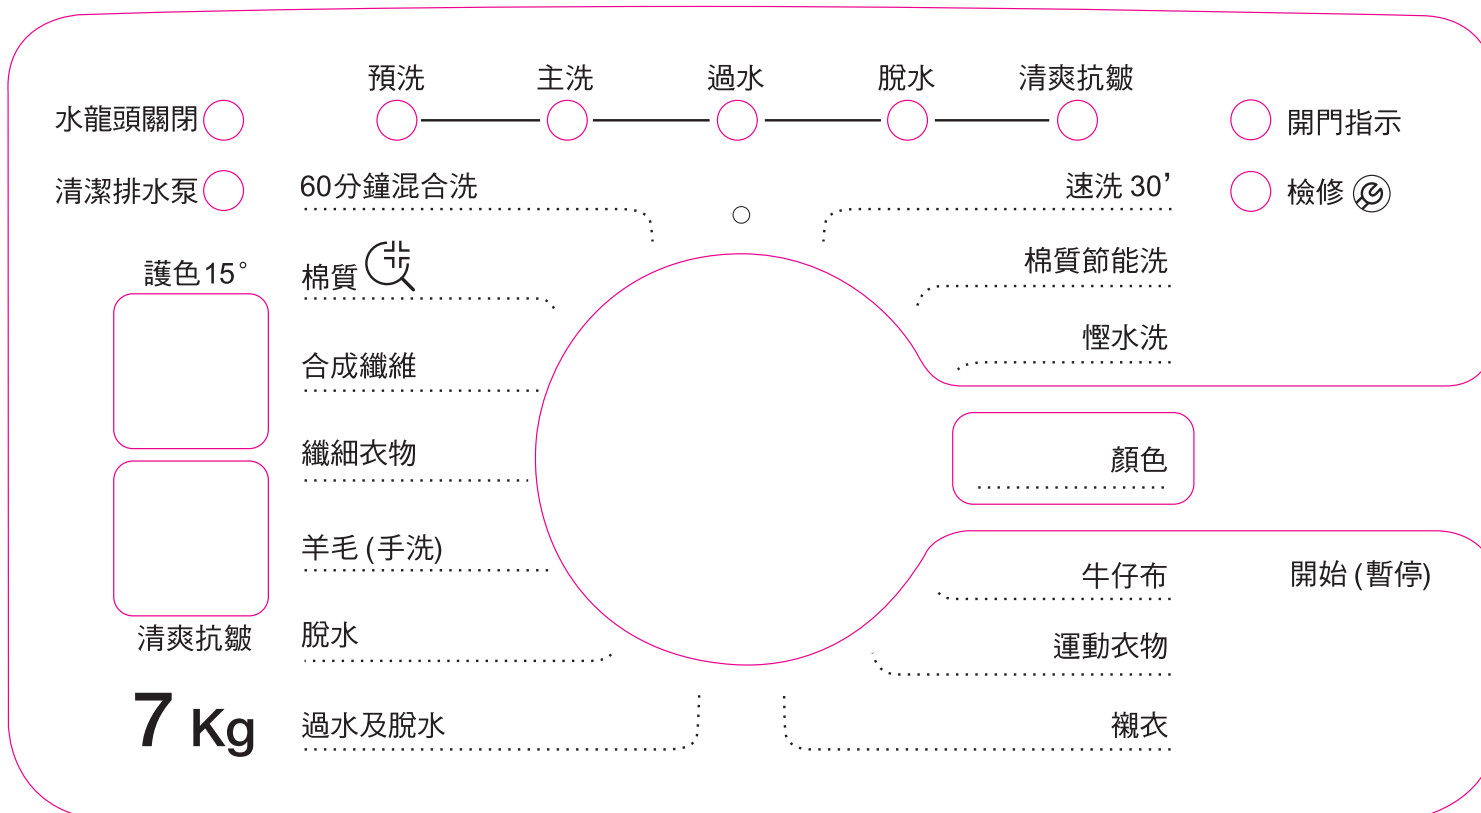 預洗 主洗 過水 脫水 清爽抗皺
水龍頭關閉
開門指示
清潔排水泵
60分鐘混合洗
速洗 30’
檢修
護色15°
棉質
棉質節能洗
慳水洗
合成纖維
纖細衣物
顏色
羊毛 (手洗)
牛仔布
開始 (暫停)
清爽抗皺
脫水
運動衣物
7 Kg
過水及脫水
襯衣